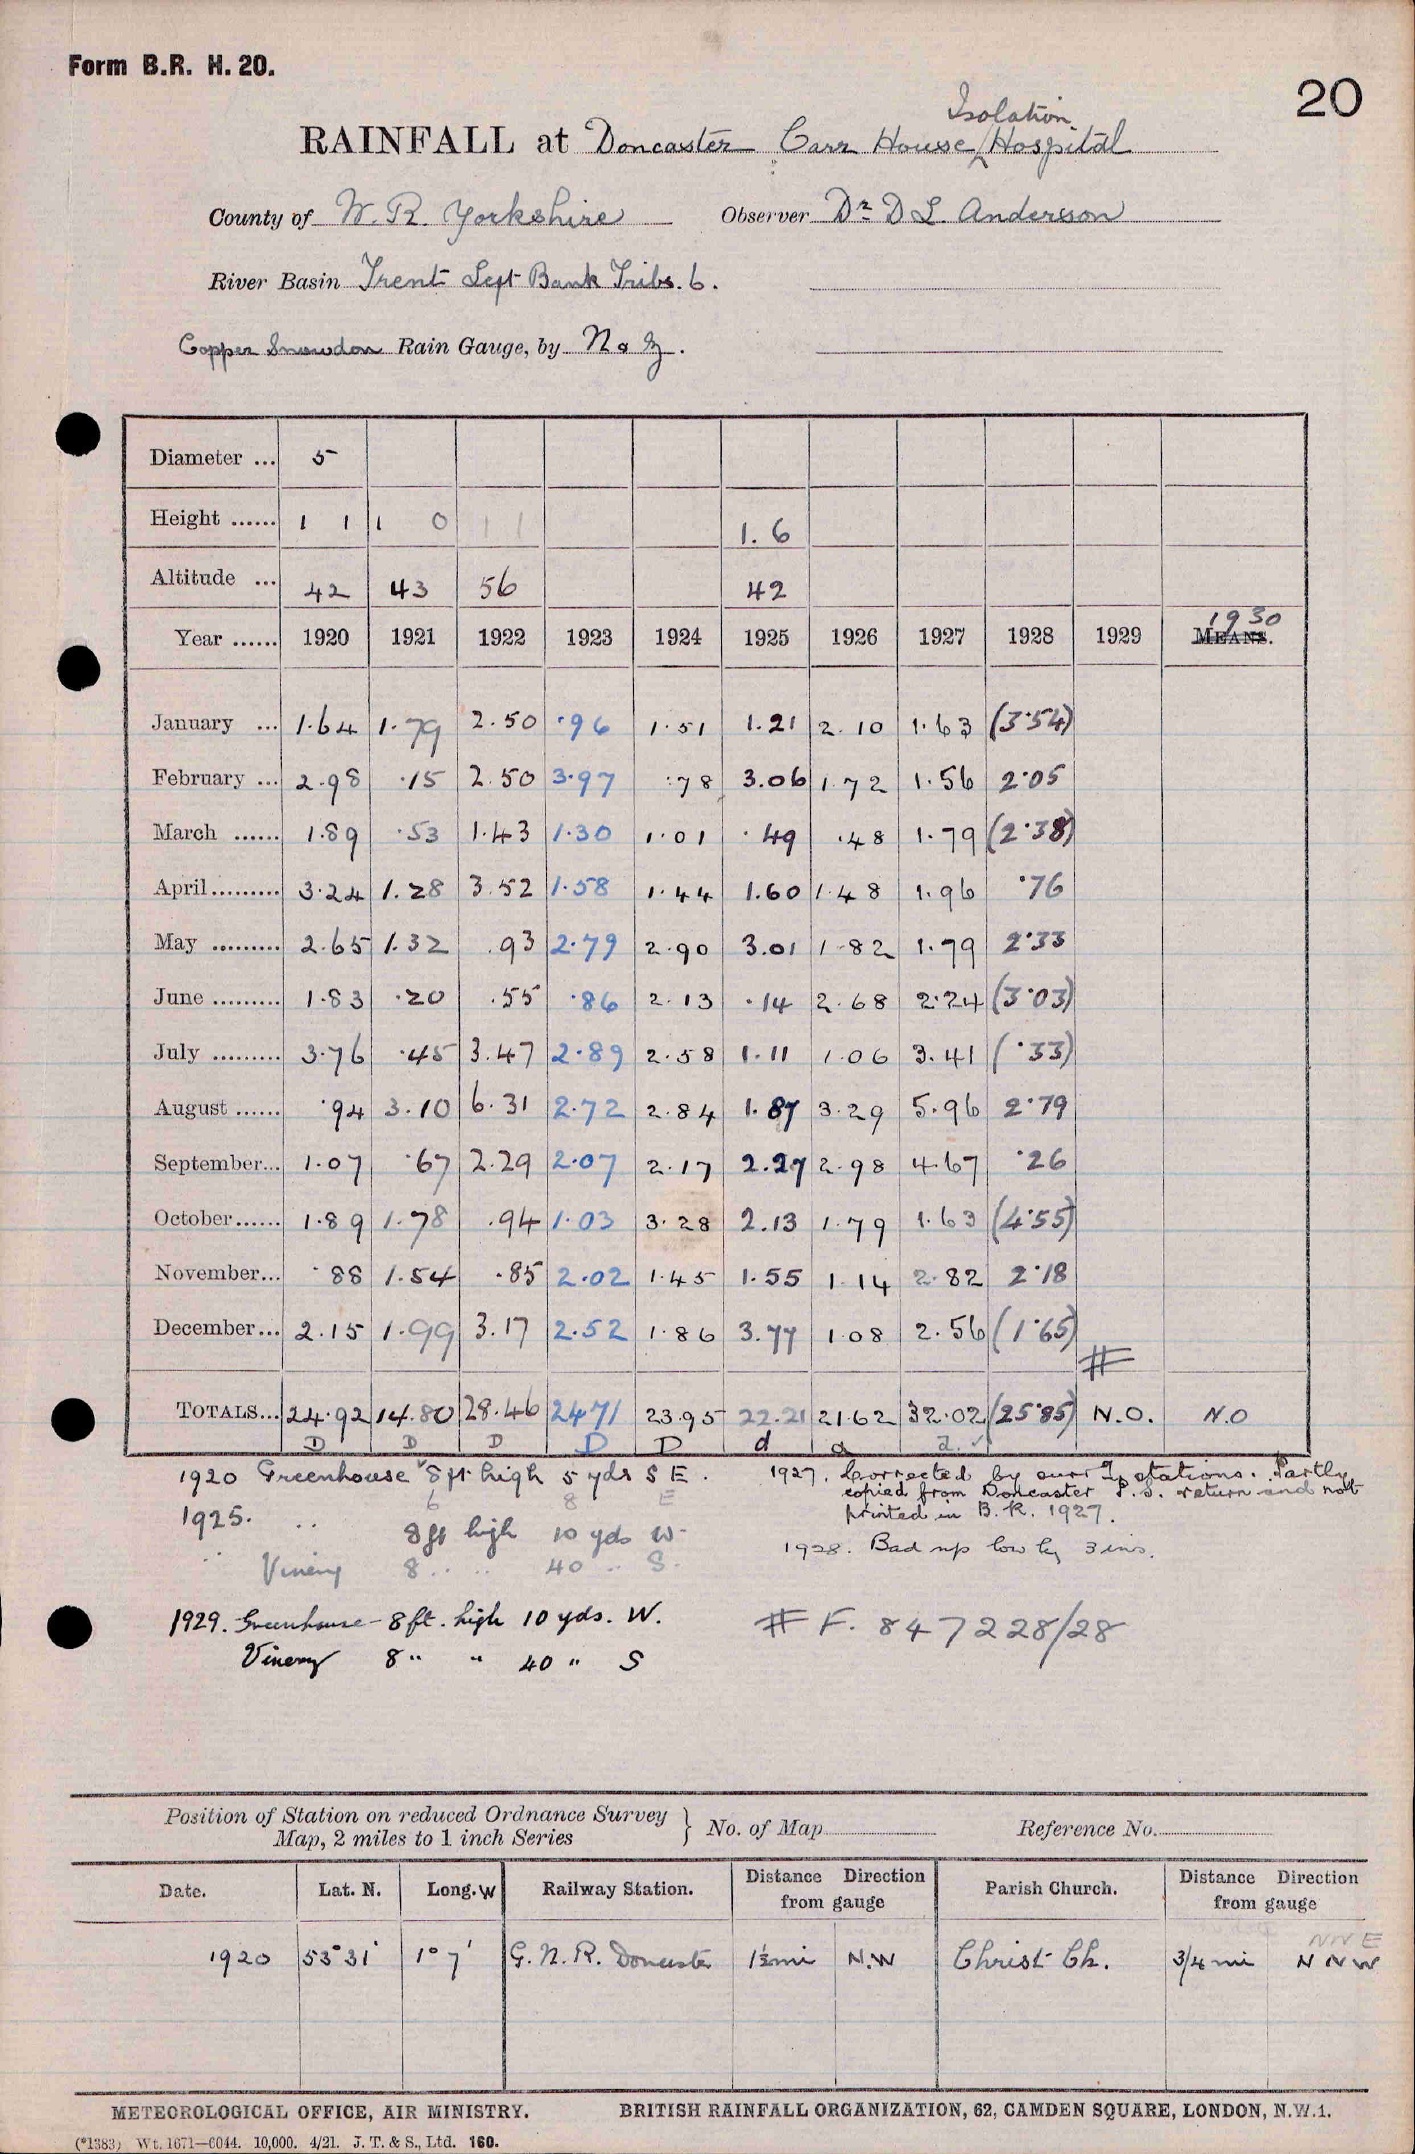 Form B.R. H. 20.
20
Isolation
RAINFALL at Doncaster Carr House Hospital
County of W. R. Yorkshire Observer Dr D L. Anderson
River Basin Trent Left Bank Tribs. 6.
Copper Snowdon Rain Gauge, by N & Z.
Diameter ... 5
Height ...... 1 1 1 0 1 1 1. 6
Altitude ... 42 43 56 42
1930
Year ...... 1920 1921 1922 1923 1924 1925 1926 1927 1928 1929 MEANS.
January ... 1.64 1.79 2.50 .96 1.51 1.21 2.10 1.63 (3.54)
February ... 2.98 .15 2.50 3.97 .78 3.06 1.72 1.56 2.05
March ...... 1.89 .53 1.43 1.30 1.01 .49 .48 1.79 (2.38)
April ......... 3.24 1.28 3.52 1.58 1.44 1.60 1.48 1.96 .76
May ......... 2.65 1.32 .93 2.79 2.90 3.01 1.82 1.79 2.33
June ......... 1.83 .20 .55 .86 2.13 .14 2.68 2.24 (3.03)
July ......... 3.76 .45 3.47 2.89 2.58 1.11 1.06 3.41 (.33)
August ...... .94 3.10 6.31 2.72 2.84 1.87 3.29 5.96 2.79
September... 1.07 .67 2.29 2.07 2.17 2.27 2.98 4.67 .26
October...... 1.89 1.78 .94 1.03 3.28 2.13 1.79 1.63 (4.55)
November... .88 1.54 .85 2.02 1.45 1.55 1.14 2.82 2.18
December... 2.15 1.99 3.17 2.52 1.86 3.77 1.08 2.56 (1.65)
#
TOTALS... 24.92 14.80 28.46 24.71 23.95 22.21 21.62 32.02 (25.85) N.O. N.O
D D D D D d a a. ✓
1920 Greenhouse 8 ft high 5 yds S E.
6 8 E
1925. .. 8 ft high 10 yds W.
.. Vinery 8 .. .. 40 .. S.
1929. Greenhouse - 8 ft. high 10 yds. W.
Vinery 8 " " 40 " S
1927. Corrected by surrg stations. Partly
copied from Doncaster P.S. return and not
printed in B. R. 1927.
1928. Bad up low by 3 ins.
# F. 847228/28
Position of Station on reduced Ordnance Survey
Map, 2 miles to 1 inch Series } No. of Map Reference No.
Date. Lat. N. Long. W Railway Station. Distance Direction from gauge Parish Church. Distance Direction from gauge
NNE
1920 53° 31' 1° 7' G. N. R. Doncaster 1½ mi N.W Christ Ch. 3/4 mi N N W
METEOROLOGICAL OFFICE, AIR MINISTRY. BRITISH RAINFALL ORGANIZATION, 62, CAMDEN SQUARE, LONDON, N.W.1.
(*1383) Wt. 1671—6044. 10,000. 4/21. J. T. & S., Ltd. 160.